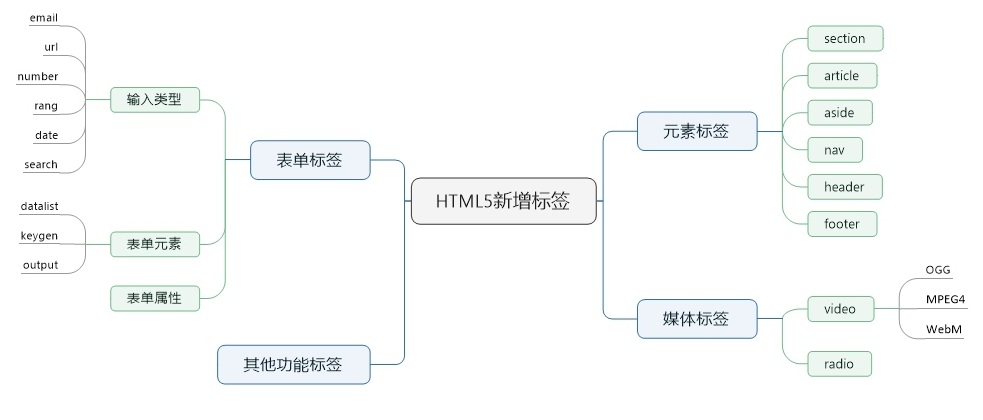 HTML5新增标签
元素标签
section
article
aside
nav
header
footer
媒体标签
video
OGG
MPEG4
WebM
radio
表单标签
输入类型
email
url
number
rang
date
search
表单元素
datalist
keygen
output
表单属性
其他功能标签